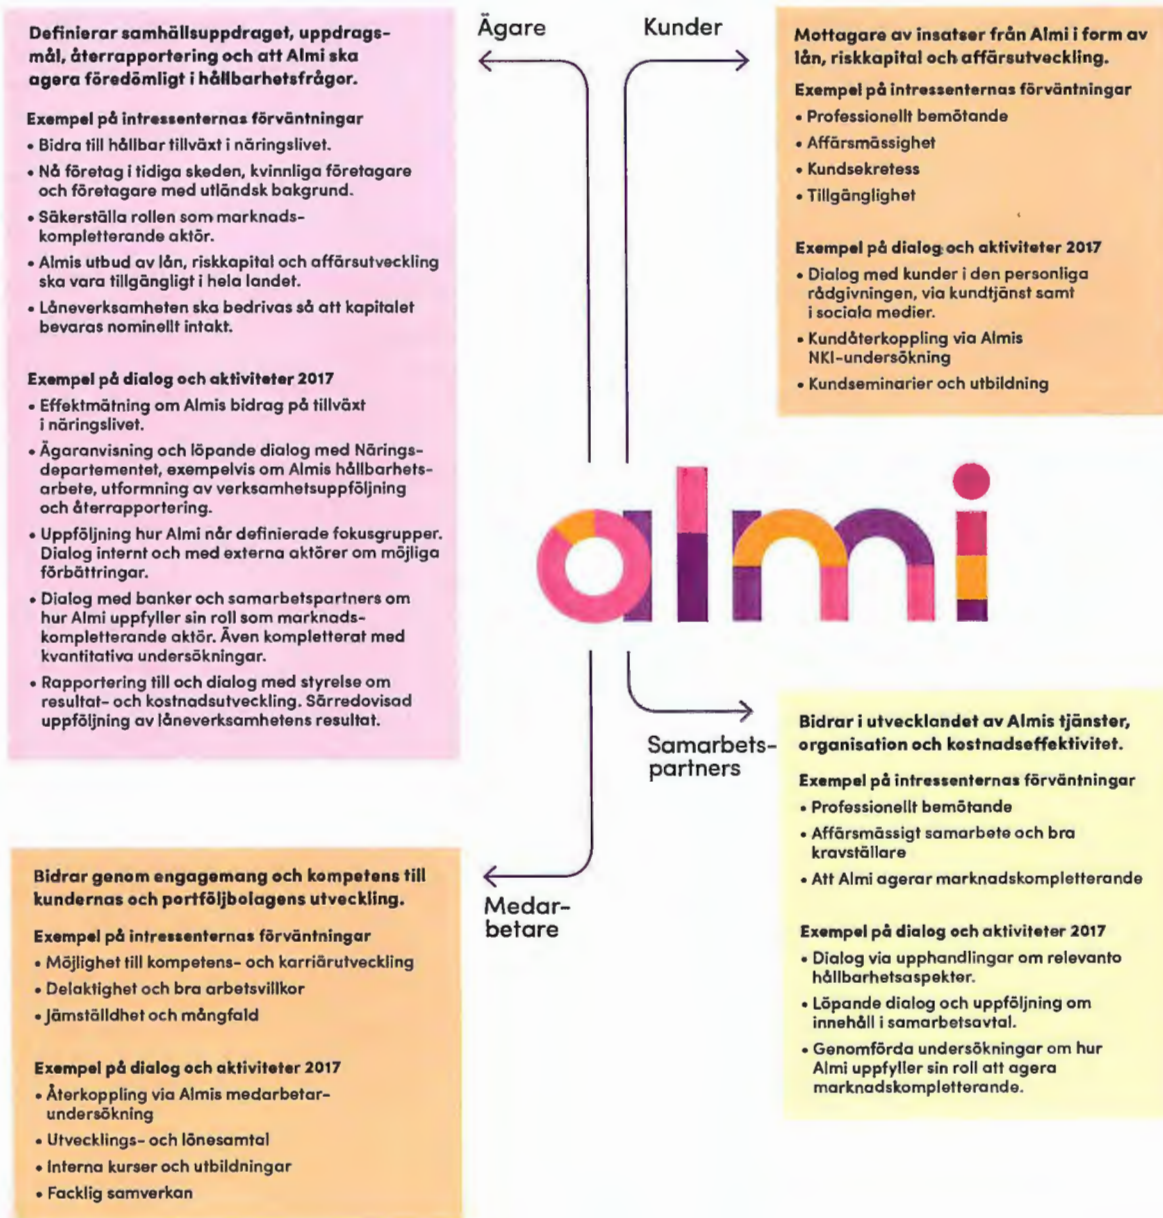 Ägare
Definierar samhällsuppdraget, uppdrags-
mål, återrapportering och att Almi ska
agera föredömligt i hållbarhetsfrågor.
Exempel på intressenternas förväntningar
• Bidra till hållbar tillväxt i näringslivet.
• Nå företag i tidiga skeden, kvinnliga företagare
och företagare med utländsk bakgrund.
• Säkerställa rollen som marknads-
kompletterande aktör.
• Almis utbud av lån, riskkapital och affärsutveckling
ska vara tillgängligt i hela landet.
• Låneverksamheten ska bedrivas så att kapitalet
bevaras nominellt intakt.
Exempel på dialog och aktiviteter 2017
• Effektmätning om Almis bidrag på tillväxt
i näringslivet.
• Ägaranvisning och löpande dialog med Närings-
departementet, exempelvis om Almis hållbarhets-
arbete, utformning av verksamhetsuppföljning
och återrapportering.
• Uppföljning hur Almi når definierade fokusgrupper.
Dialog internt och med externa aktörer om möjliga
förbättringar.
• Dialog med banker och samarbetspartners om
hur Almi uppfyller sin roll som marknads-
kompletterande aktör. Även kompletterat med
kvantitativa undersökningar.
• Rapportering till och dialog med styrelse om
resultat- och kostnadsutveckling. Särredovisad
uppföljning av låneverksamhetens resultat.
Kunder
Mottagare av insatser från Almi i form av
lån, riskkapital och affärsutveckling.
Exempel på intressenternas förväntningar
• Professionellt bemötande
• Affärsmässighet
• Kundsekretess
• Tillgänglighet
Exempel på dialog och aktiviteter 2017
• Dialog med kunder i den personliga
rådgivningen, via kundtjänst samt
i sociala medier.
• Kundåterkoppling via Almis
NKI-undersökning
• Kundseminarier och utbildning
almi
Samarbets-
partners
Bidrar i utvecklandet av Almis tjänster,
organisation och kostnadseffektivitet.
Exempel på intressenternas förväntningar
• Professionellt bemötande
• Affärsmässigt samarbete och bra
kravställare
• Att Almi agerar marknadskompletterande
Exempel på dialog och aktiviteter 2017
• Dialog via upphandlingar om relevanta
hållbarhetsaspekter.
• Löpande dialog och uppföljning om
innehåll i samarbetsavtal.
• Genomförda undersökningar om hur
Almi uppfyller sin roll att agera
marknadskompletterande.
Medar-
betare
Bidrar genom engagemang och kompetens till
kundernas och portföljbolagens utveckling.
Exempel på intressenternas förväntningar
• Möjlighet till kompetens- och karriärutveckling
• Delaktighet och bra arbetsvillkor
• Jämställdhet och mångfald
Exempel på dialog och aktiviteter 2017
• Återkoppling via Almis medarbetar-
undersökning
• Utvecklings- och lönesamtal
• Interna kurser och utbildningar
• Facklig samverkan